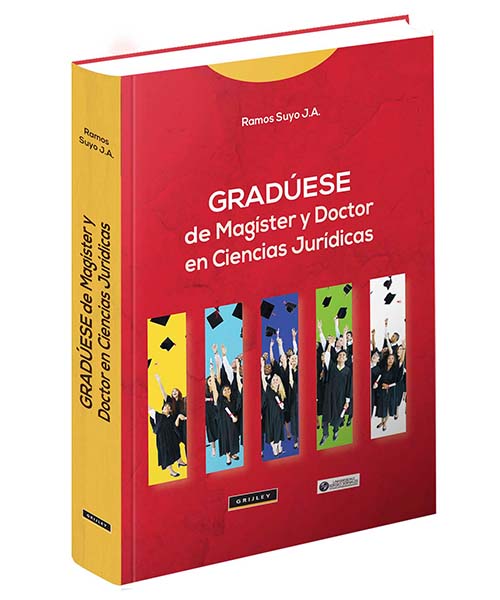 Ramos
Suyo J.A.
GRADÚESE de Magíster y
Doctor en Ciencias Jurídicas
GRIJLEY
Ramos Suyo J.A.
GRADÚESE
de Magíster y Doctor
en Ciencias Jurídicas
GRIJLEY